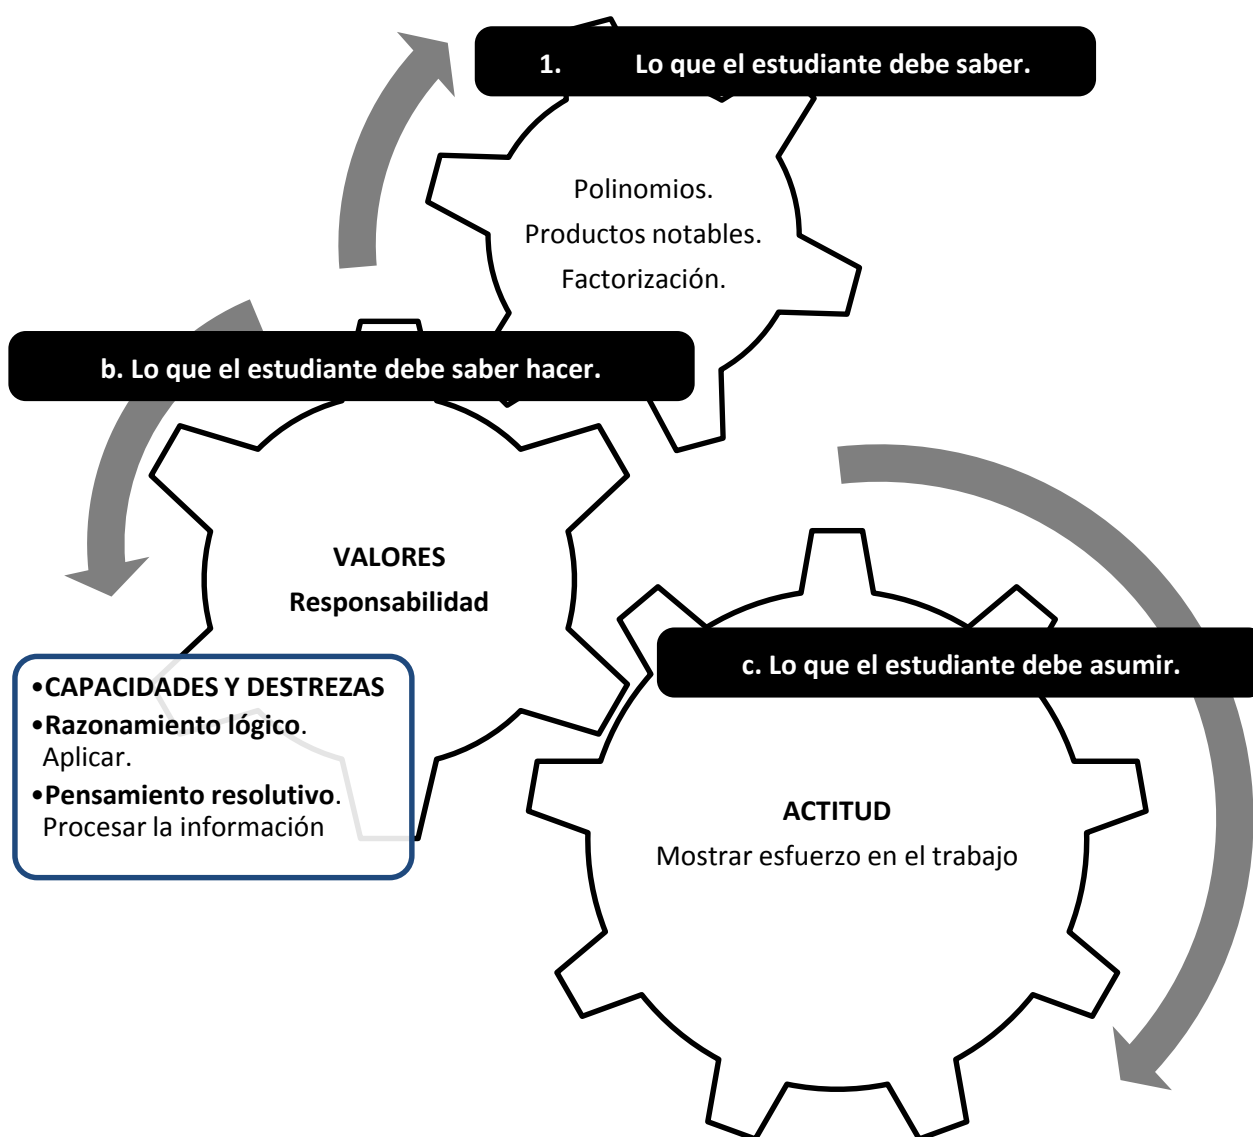 1. Lo que el estudiante debe saber.
Polinomios.
Productos notables.
Factorización.
b. Lo que el estudiante debe saber hacer.
VALORES
Responsabilidad
•CAPACIDADES Y DESTREZAS
•Razonamiento lógico.
Aplicar.
•Pensamiento resolutivo.
Procesar la información
c. Lo que el estudiante debe asumir.
ACTITUD
Mostrar esfuerzo en el trabajo